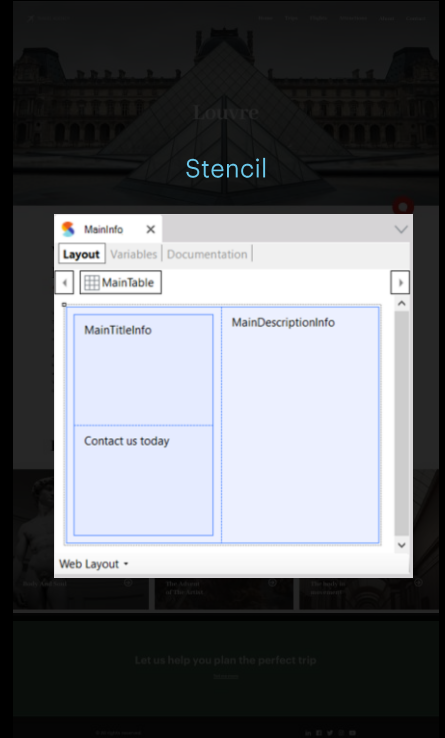 Louvre
Stencil
MainInfo
Layout Variables Documentation
MainTable
MainTitleInfo
MainDescriptionInfo
Contact us today
Web Layout
Let us help you plan the perfect trip